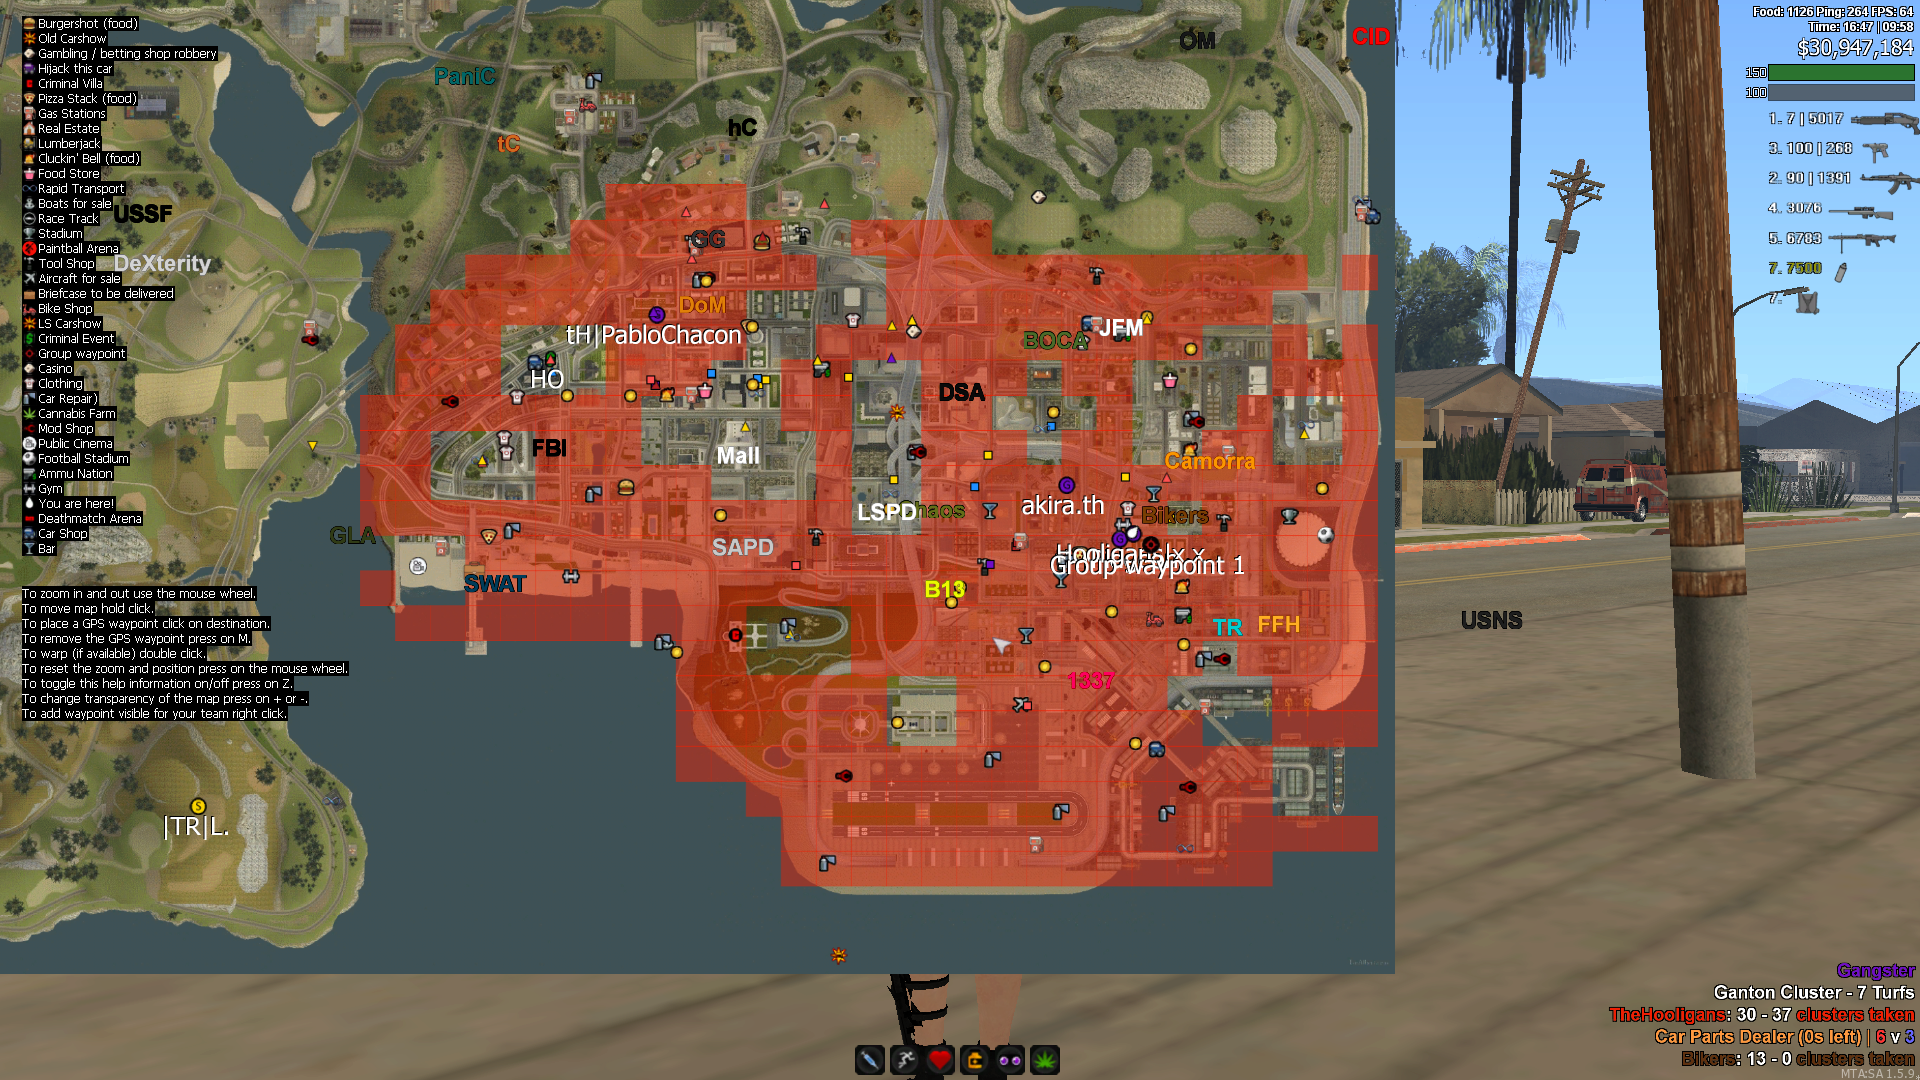 Burgershot (food)
Old Carshow
Gambling / betting shop robbery
Hijack this car
Criminal Villa
Pizza Stack (food)
Gas Stations
Real Estate
Lumberjack
Cluckin' Bell (food)
Food Store
Rapid Transport
Boats for sale
Race Track
Stadium
Paintball Arena
Tool Shop
Aircraft for sale
Briefcase to be delivered
Bike Shop
LS Carshow
Criminal Event
Group waypoint
Casino
Clothing
Car Repair)
Cannabis Farm
Mod Shop
Public Cinema
Football Stadium
Ammu Nation
Gym
You are here!
Deathmatch Arena
Car Shop
Bar
To zoom in and out use the mouse wheel.
To move map hold click.
To place a GPS waypoint click on destination.
To remove the GPS waypoint press on M.
To warp (if available) double click.
To reset the zoom and position press on the mouse wheel.
To toggle this help information on/off press on Z.
To change transparency of the map press on + or -.
To add waypoint visible for your team right click.
USSF
DeXterity
PanIC
tC
hC
OM
CID
GG
DoM
tH|PabloChacon
HO
BOCA
JFM
DSA
FBI
Mall
Camorra
LSPD
haos
akira.th
Bikers
GLA
SAPD
SWAT
Group waypoint 1
B13
TR
FFH
1337
USNS
|TR|L.
Food: 1126 Ping: 264 FPS: 64
Time: 16:47 | 09:58
$30,947,184
150
100
1. 7 | 5017
3. 100 | 268
2. 90 | 1391
4. 3076
5. 6783
7. 7500
7.
Gangster
Ganton Cluster - 7 Turfs
TheHooligans: 30 - 37 clusters taken
Car Parts Dealer (0s left) | 6 v 3
Bikers: 13 - 0 clusters taken
MTA:SA 1.5.9